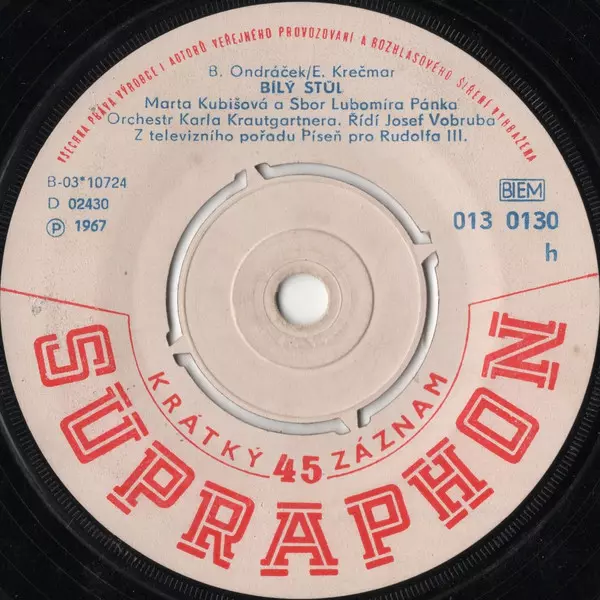 VŠECHNA PRÁVA VÝROBCE I AUTORŮ VEŘEJNÉHO PROVOZOVÁNÍ A ROZHLASOVÉHO ŠÍŘENÍ VYHRAZENA
B. Ondráček/E. Krečmar
BÍLÝ STŮL
Marta Kubišová a Sbor Lubomíra Pánka
Orchestr Karla Krautgartnera. Řídí Josef Vobruba
Z televizního pořadu Píseň pro Rudolfa III.
B-03*10724
D 02430
Ⓟ 1967
BIEM
013 0130
h
KRÁTKÝ 45 ZÁZNAM
SUPRAPHON